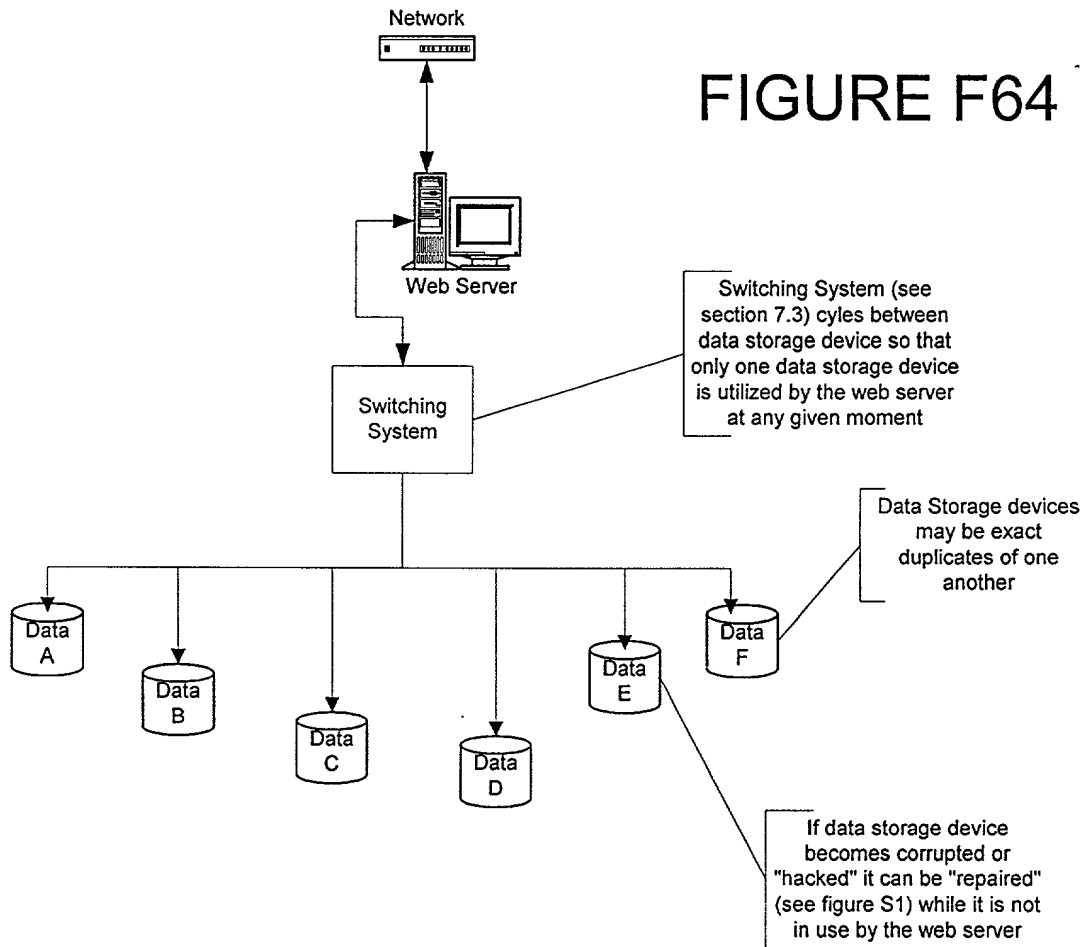 Network
FIGURE F64
Web Server
Switching System (see
section 7.3) cyles between
data storage device so that
only one data storage device
is utilized by the web server
at any given moment
Switching
System
Data Storage devices
may be exact
duplicates of one
another
Data
A
Data
B
Data
C
Data
D
Data
E
Data
F
If data storage device
becomes corrupted or
"hacked" it can be "repaired"
(see figure S1) while it is not
in use by the web server